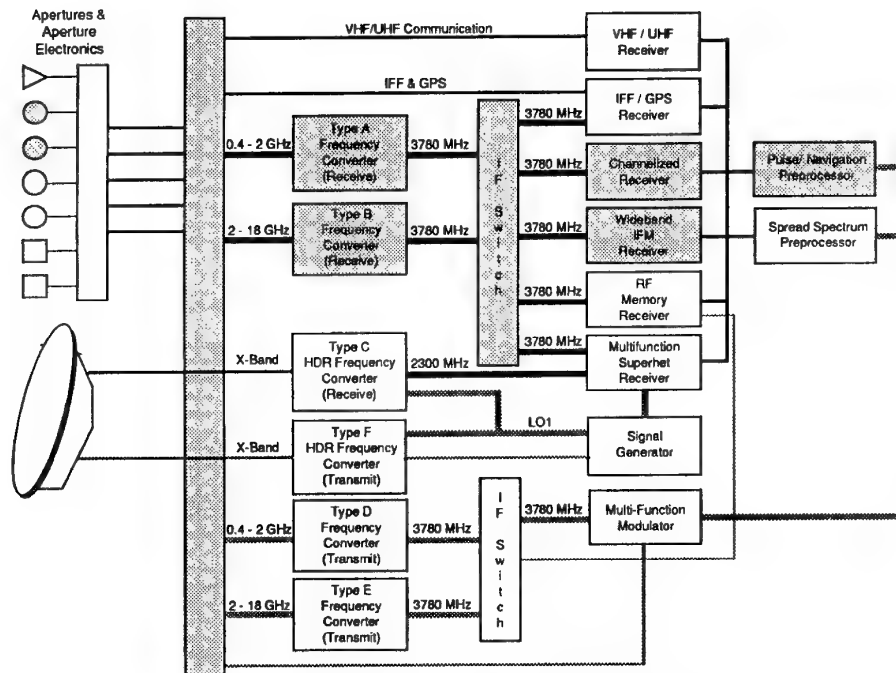 Apertures &
Aperture
Electronics
VHF/UHF Communication
VHF / UHF
Receiver
IFF & GPS
IFF / GPS
Receiver
0.4 - 2 GHz
Type A
Frequency
Converter
(Receive)
3780 MHz
2 - 18 GHz
Type B
Frequency
Converter
(Receive)
3780 MHz
IF Switch
3780 MHz
3780 MHz
Channelized
Receiver
Pulse/ Navigation
Preprocessor
3780 MHz
Wideband
IFM
Receiver
Spread Spectrum
Preprocessor
3780 MHz
RF
Memory
Receiver
3780 MHz
Multifunction
Superhet
Receiver
X-Band
Type C
HDR Frequency
Converter
(Receive)
2300 MHz
LO1
Signal
Generator
X-Band
Type F
HDR Frequency
Converter
(Transmit)
0.4 - 2 GHz
Type D
Frequency
Converter
(Transmit)
3780 MHz
2 - 18 GHz
Type E
Frequency
Converter
(Transmit)
3780 MHz
IF Switch
3780 MHz
Multi-Function
Modulator